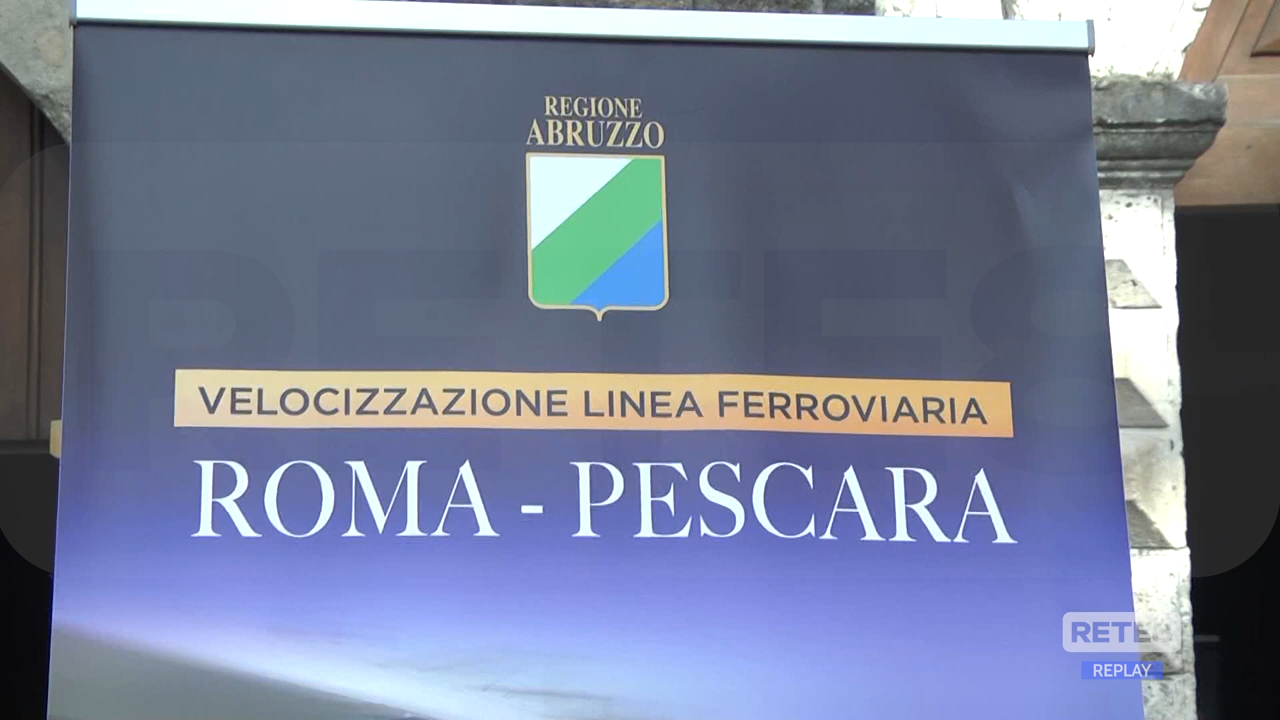 REGIONE
ABRUZZO
VELOCIZZAZIONE LINEA FERROVIARIA
ROMA - PESCARA
RETE8
REPLAY